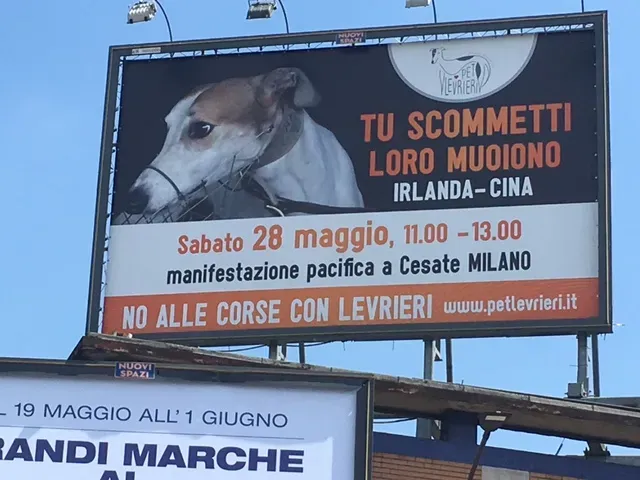 NUOVI
SPAZI
PET
LEVRIERI
TU SCOMMETTI
LORO MUOIONO
IRLANDA-CINA
Sabato 28 maggio, 11.00 - 13.00
manifestazione pacifica a Cesate MILANO
NO ALLE CORSE CON LEVRIERI www.petlevrieri.it
NUOVI
SPAZI
L 19 MAGGIO ALL'1 GIUGNO
RANDI MARCHE
AL